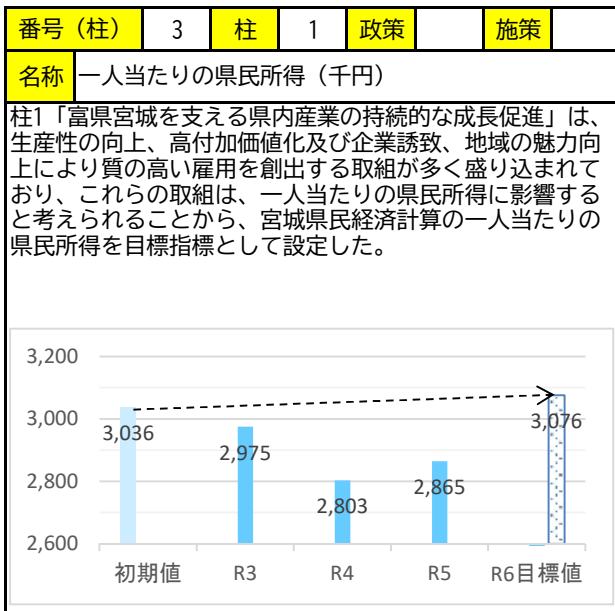 番号（柱） 3 柱 1 政策 施策
名称 一人当たりの県民所得（千円）
柱1「富県宮城を支える県内産業の持続的な成長促進」は、
生産性の向上、高付加価値化及び企業誘致、地域の魅力向
上により質の高い雇用を創出する取組が多く盛り込まれて
おり、これらの取組は、一人当たりの県民所得に影響する
と考えられることから、宮城県民経済計算の一人当たりの
県民所得を目標指標として設定した。
3,200
3,000
2,800
2,600
3,036
2,975
2,803
2,865
3,076
初期値 R3 R4 R5 R6目標値